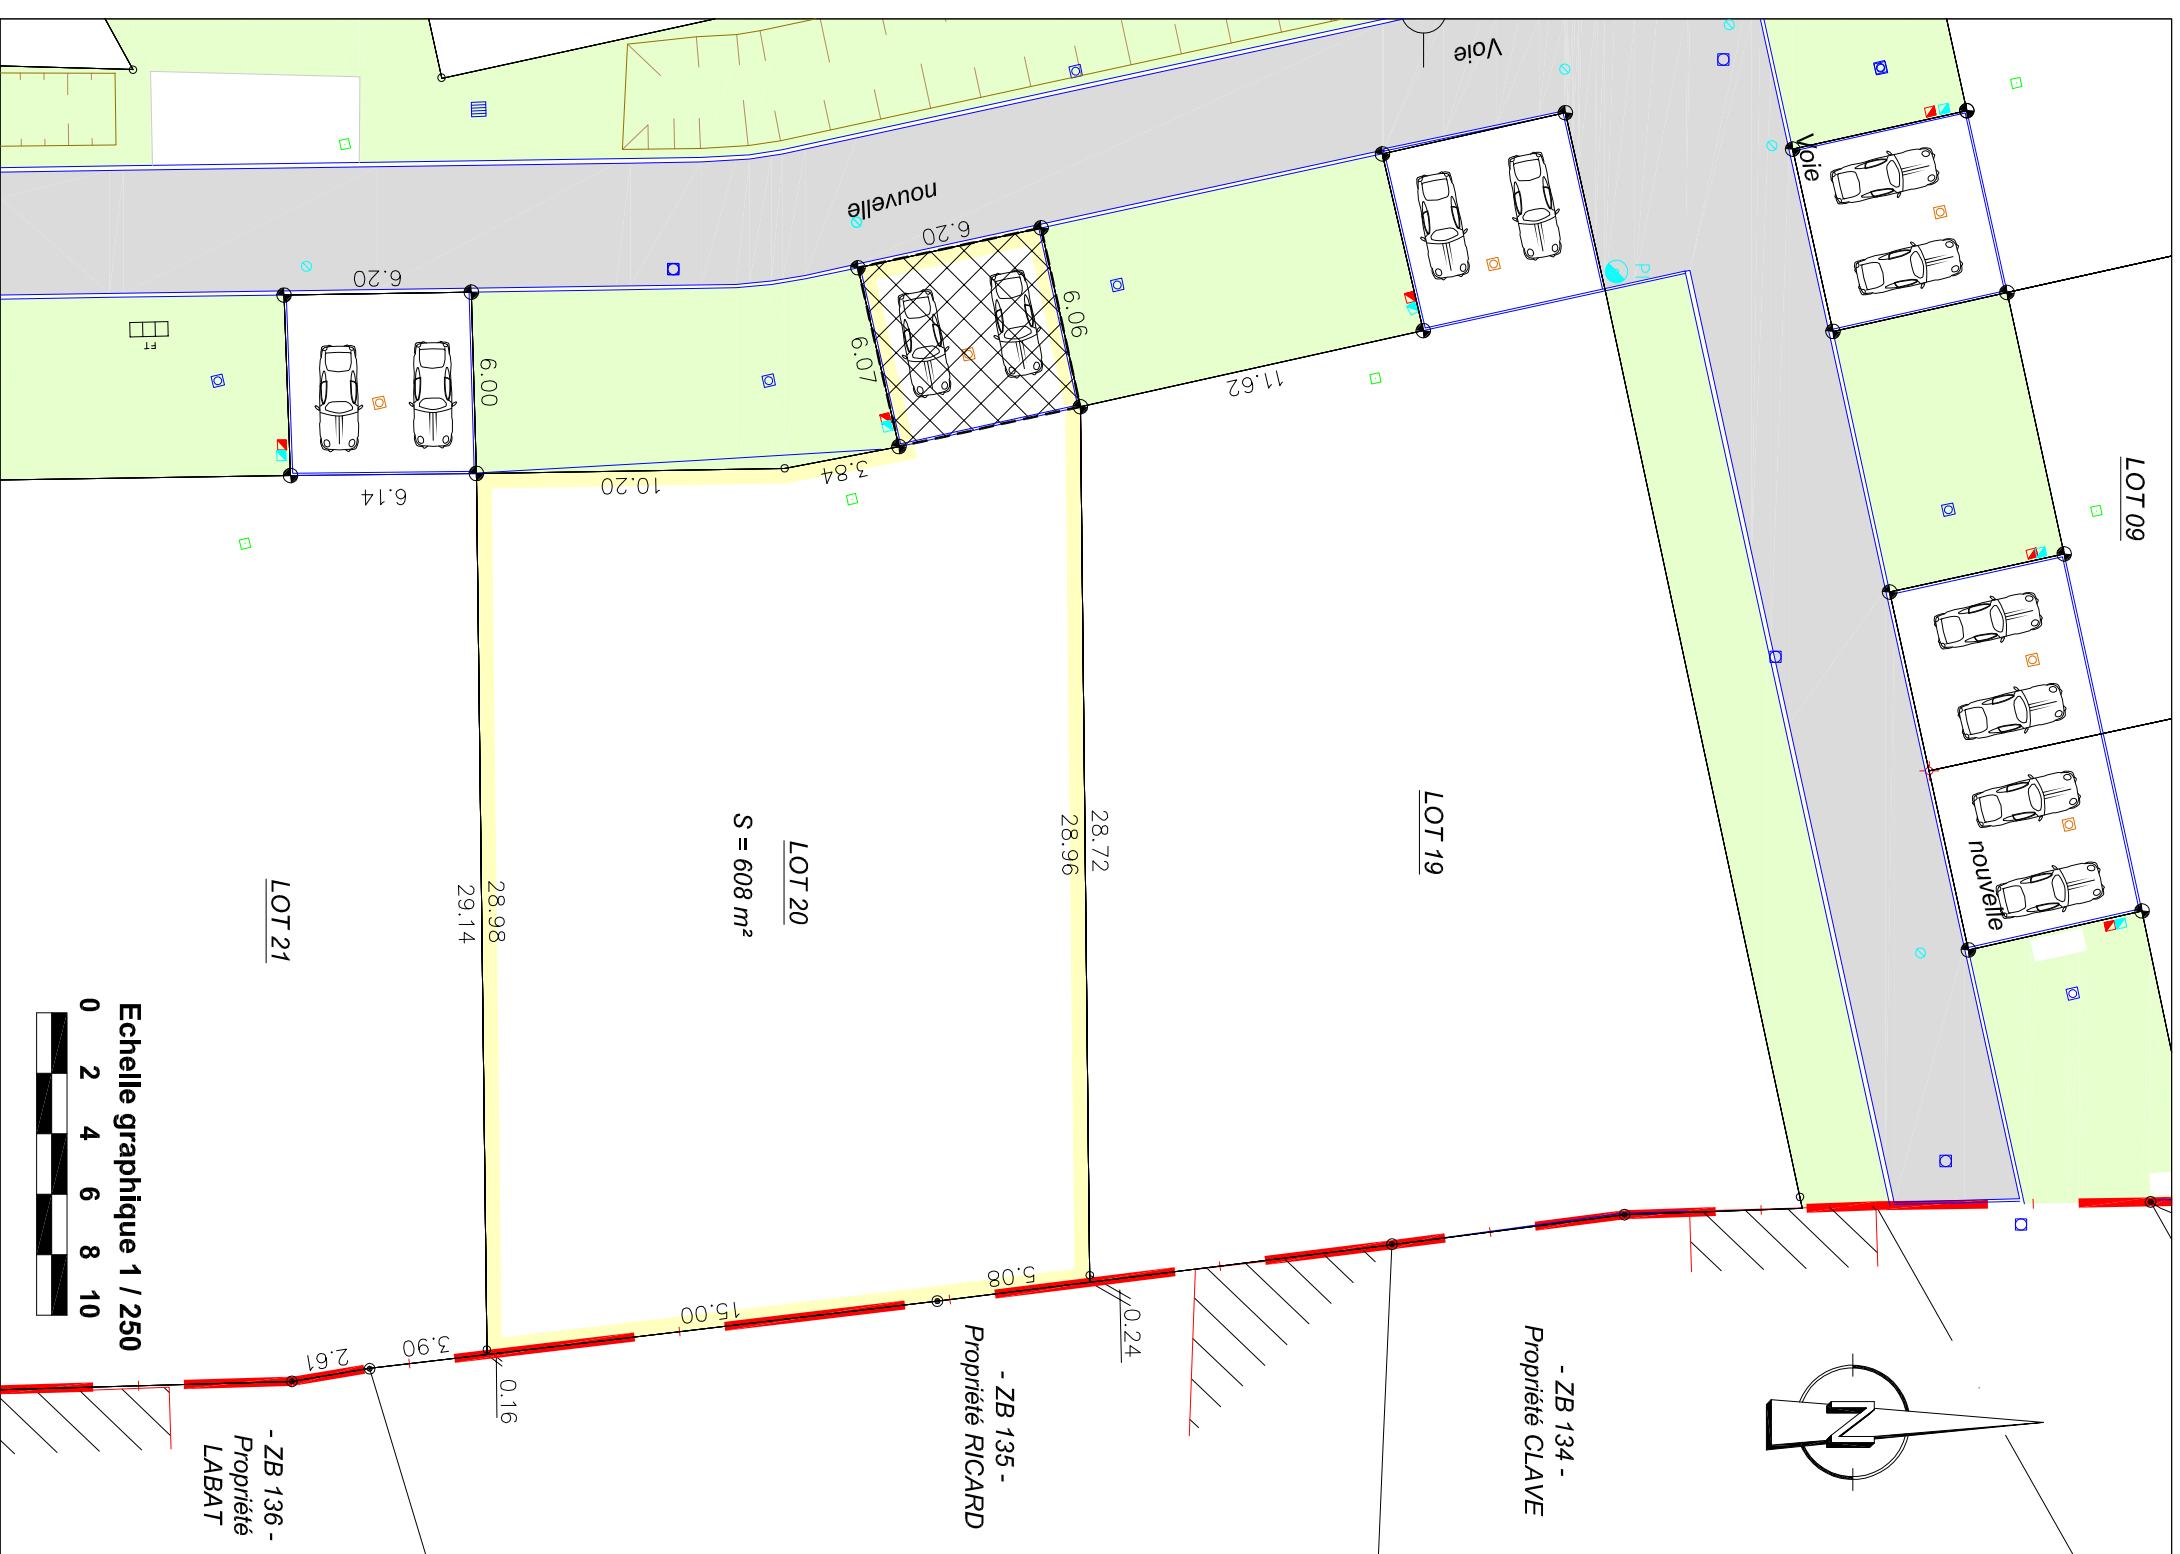 Voie
Voie
nouvelle
6.20
6.20
6.06
6.07
6.00
FT
P
11.62
3.84
10.20
6.14
LOT 09
LOT 19
28.72
28.96
LOT 20
S = 608 m²
28.98
29.14
LOT 21
nouvelle
Echelle graphique 1 / 250
0 2 4 6 8 10
5.08
15.00
0.24
3.90
2.61
0.16
- ZB 134 -
Propriété CLAVE
- ZB 135 -
Propriété RICARD
- ZB 136 -
Propriété
LABAT
N